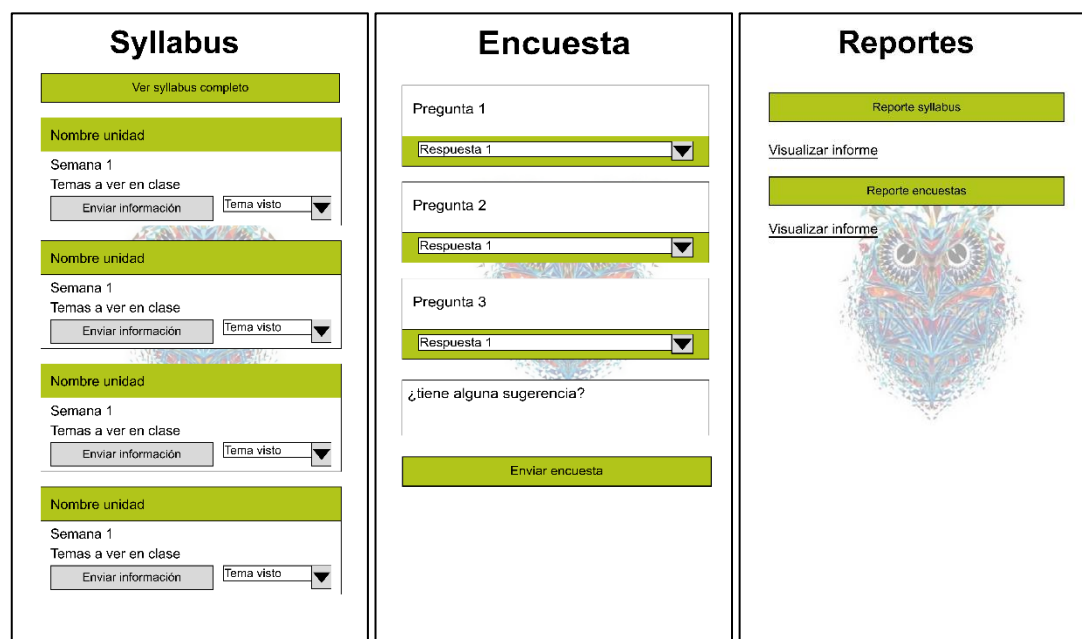 Syllabus
Ver syllabus completo
Nombre unidad
Semana 1
Temas a ver en clase
Enviar información
Tema visto
Nombre unidad
Semana 1
Temas a ver en clase
Enviar información
Tema visto
Nombre unidad
Semana 1
Temas a ver en clase
Enviar información
Tema visto
Nombre unidad
Semana 1
Temas a ver en clase
Enviar información
Tema visto
Encuesta
Pregunta 1
Respuesta 1
Pregunta 2
Respuesta 1
Pregunta 3
Respuesta 1
¿tiene alguna sugerencia?
Enviar encuesta
Reportes
Reporte syllabus
Visualizar informe
Reporte encuestas
Visualizar informe